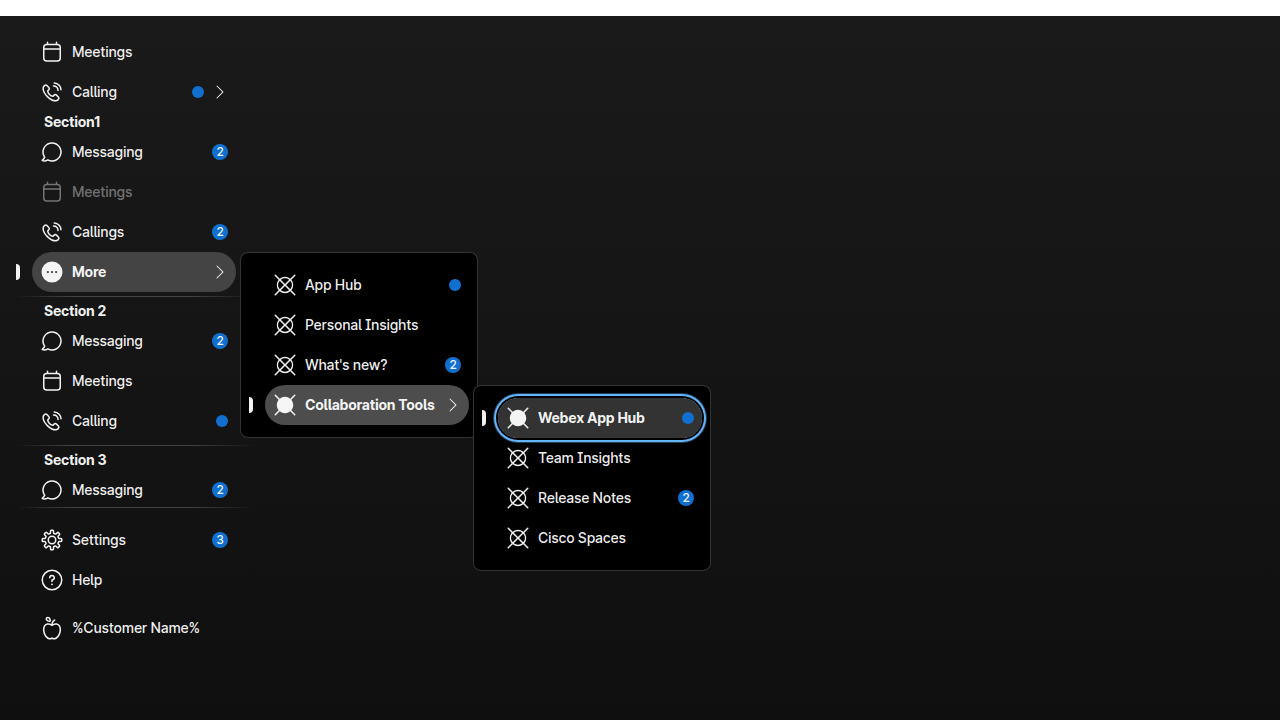 Meetings
Calling
Section1
Messaging 2
Meetings
Callings 2
More
Section 2
Messaging 2
Meetings
Calling
Section 3
Messaging 2
Settings 3
Help
%Customer Name%
App Hub
Personal Insights
What's new? 2
Collaboration Tools
Webex App Hub
Team Insights
Release Notes 2
Cisco Spaces